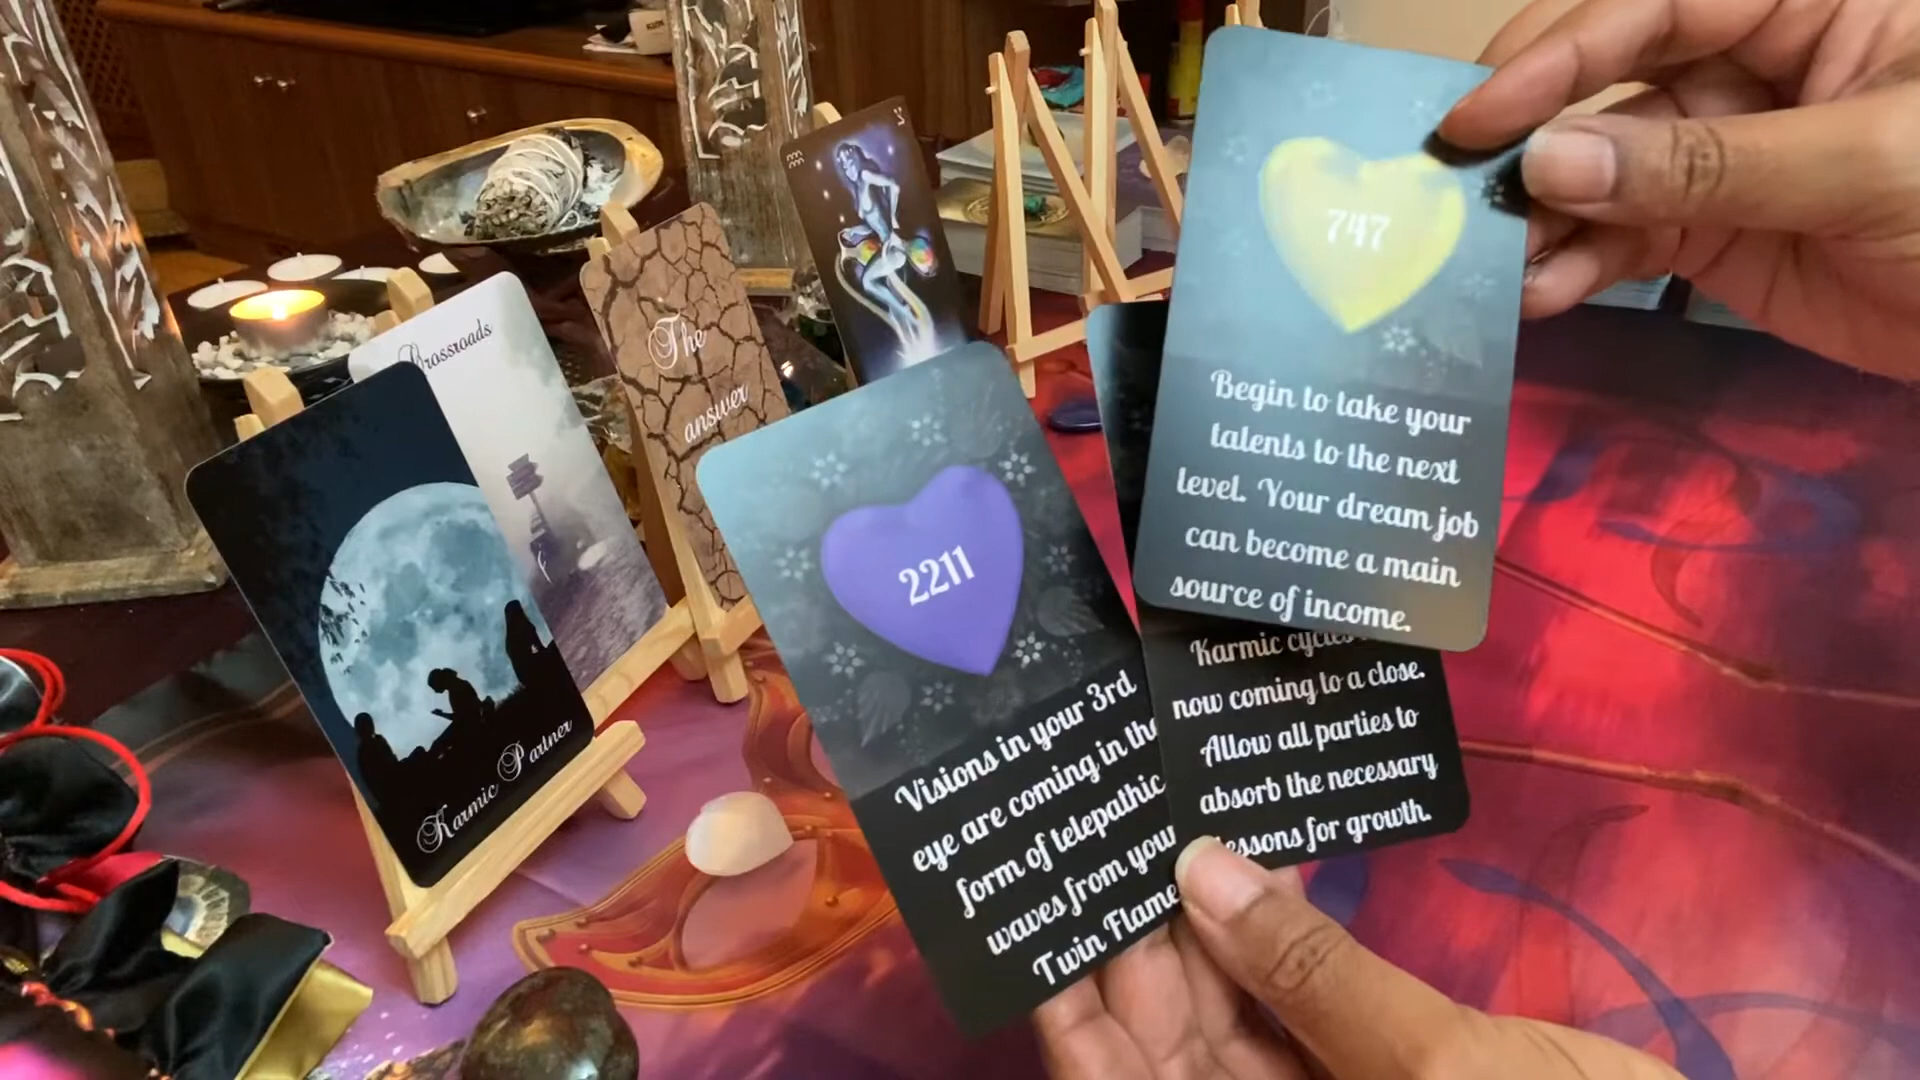 Crossroads
Karmic Partner
The
answer
2211
Visions in your 3rd
eye are coming in the
form of telepathic
waves from your
Twin Flame
747
Begin to take your
talents to the next
level. Your dream job
can become a main
source of income.
Karmic cycles
now coming to a close.
Allow all parties to
absorb the necessary
lessons for growth.